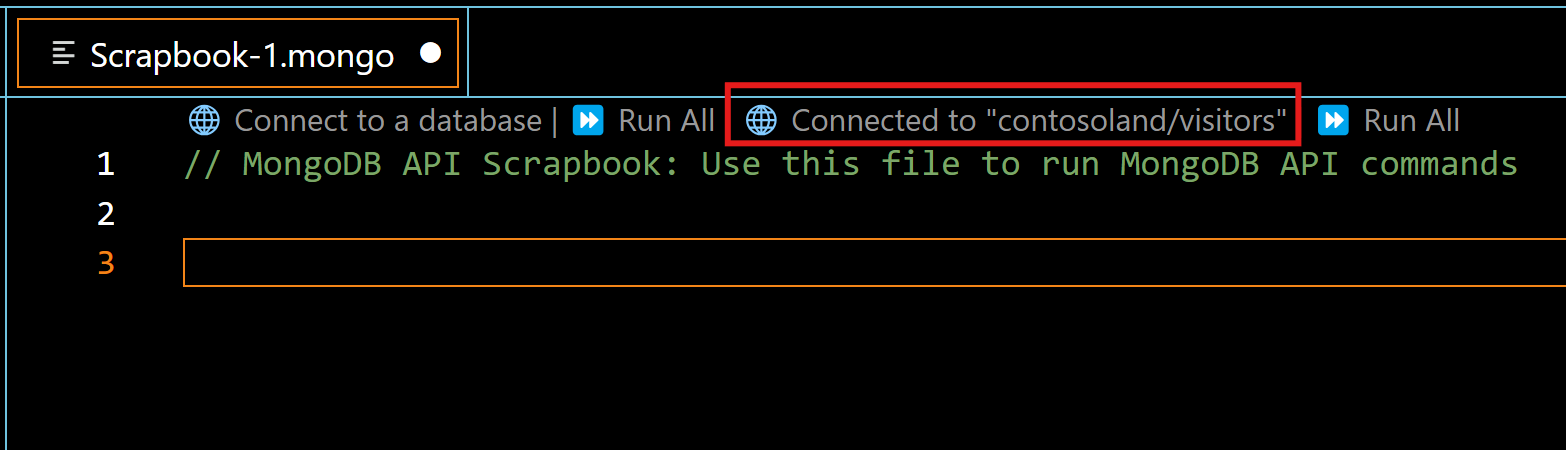 Scrapbook-1.mongo
Connect to a database | Run All Connected to "contosoland/visitors" Run All
1 // MongoDB API Scrapbook: Use this file to run MongoDB API commands
2
3